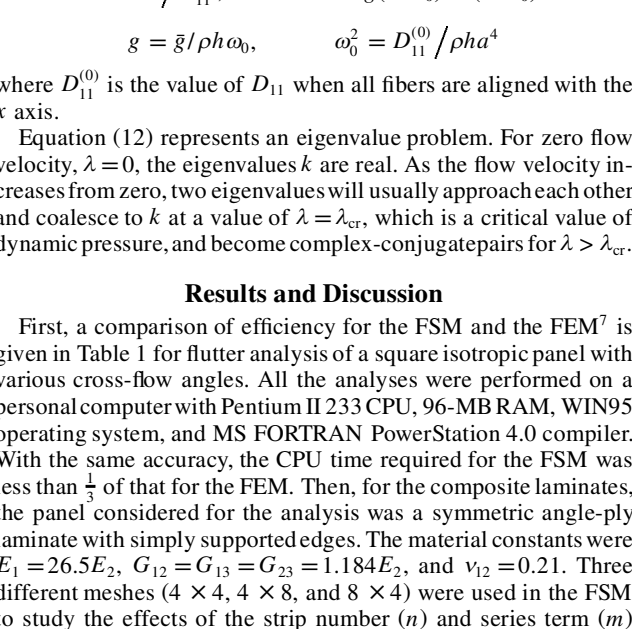 g = ḡ/ρhω₀, ω₀² = D₁₁⁽⁰⁾/ρha⁴
where D₁₁⁽⁰⁾ is the value of D₁₁ when all fibers are aligned with the
x axis.
Equation (12) represents an eigenvalue problem. For zero flow
velocity, λ = 0, the eigenvalues k are real. As the flow velocity in-
creases from zero, two eigenvalues will usually approach each other
and coalesce to k at a value of λ = λcr, which is a critical value of
dynamic pressure, and become complex-conjugate pairs for λ > λcr.
Results and Discussion
First, a comparison of efficiency for the FSM and the FEM⁷ is
given in Table 1 for flutter analysis of a square isotropic panel with
various cross-flow angles. All the analyses were performed on a
personal computer with Pentium II 233 CPU, 96-MB RAM, WIN95
operating system, and MS FORTRAN PowerStation 4.0 compiler.
With the same accuracy, the CPU time required for the FSM was
less than 1/3 of that for the FEM. Then, for the composite laminates,
the panel considered for the analysis was a symmetric angle-ply
laminate with simply supported edges. The material constants were
E₁ = 26.5E₂, G₁₂ = G₁₃ = G₂₃ = 1.184E₂, and ν₁₂ = 0.21. Three
different meshes (4 × 4, 4 × 8, and 8 × 4) were used in the FSM
to study the effects of the strip number (n) and series term (m)